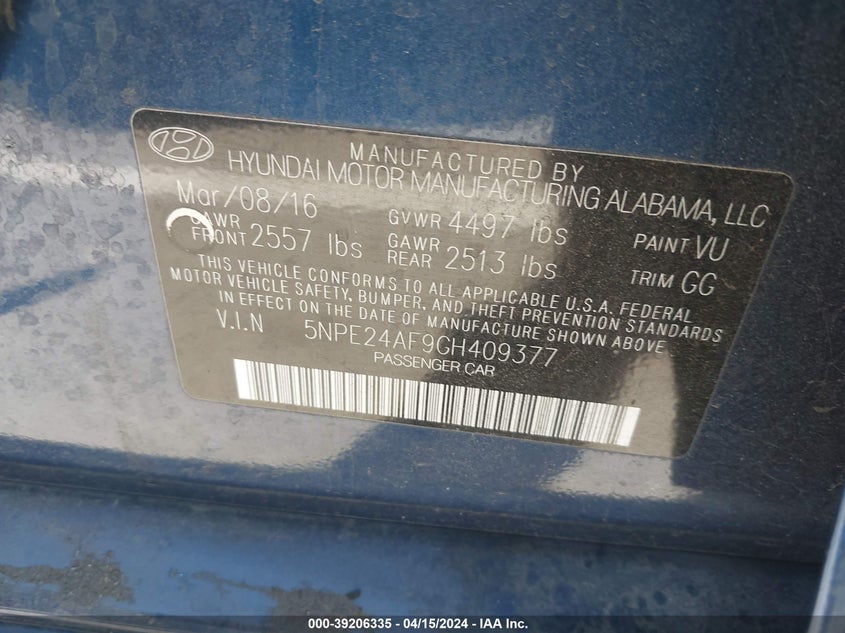 MANUFACTURED BY
HYUNDAI MOTOR MANUFACTURING ALABAMA, LLC
Mar/08/16 GVWR 4497 lbs PAINT VU
GAWR FRONT 2557 lbs GAWR REAR 2513 lbs TRIM GG
THIS VEHICLE CONFORMS TO ALL APPLICABLE U.S.A. FEDERAL
MOTOR VEHICLE SAFETY, BUMPER, AND THEFT PREVENTION STANDARDS
IN EFFECT ON THE DATE OF MANUFACTURE SHOWN ABOVE
V.I.N 5NPE24AF9GH409377
PASSENGER CAR
000-39206335 - 04/15/2024 - IAA Inc.